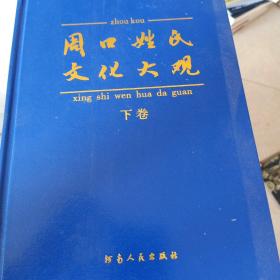 zhou kou
周口姓氏
文化大观
xing shi wen hua da guan
下卷
河南人民出版社